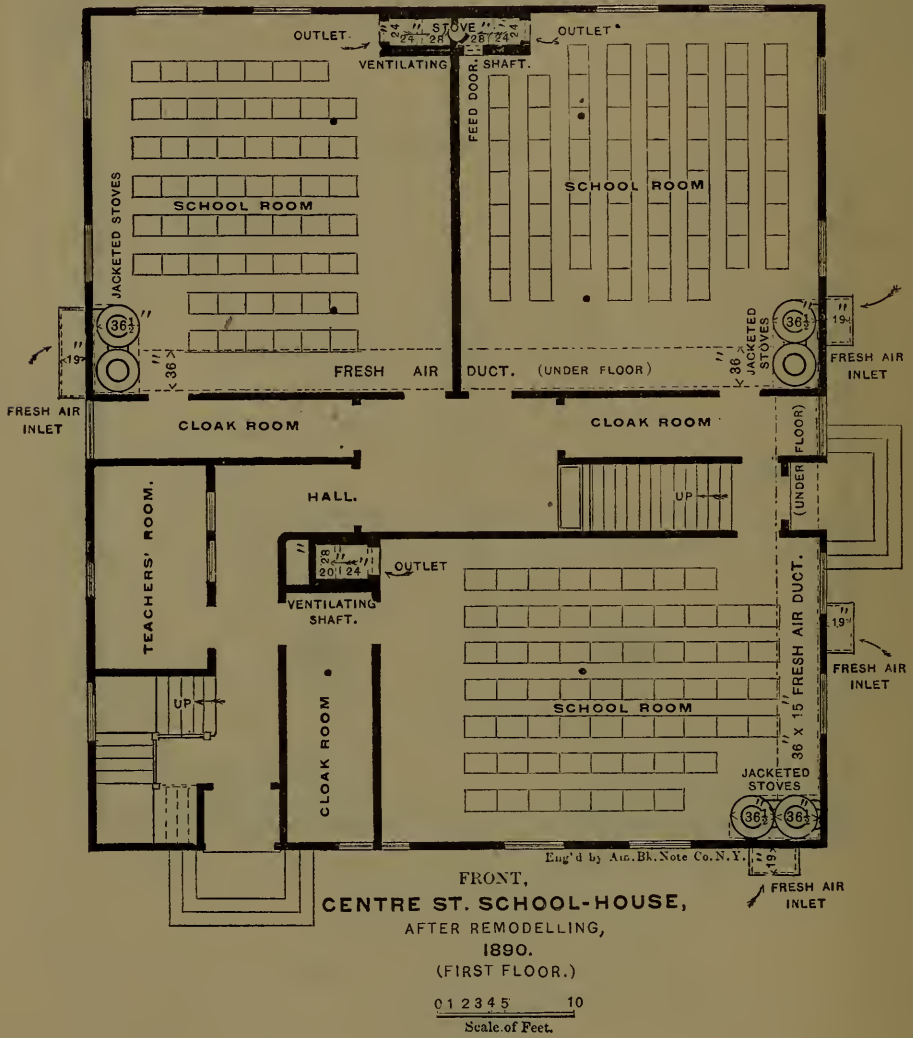 OUTLET.
24" 24 28
STOVE
28 24" 24
OUTLET
VENTILATING SHAFT.
FEED DOOR.
SCHOOL ROOM
SCHOOL ROOM
JACKETED STOVES
36½"
19"
FRESH AIR
INLET
36"
FRESH AIR DUCT. (UNDER FLOOR)
36"
JACKETED
STOVES
36½"
19"
FRESH AIR
INLET
CLOAK ROOM
CLOAK ROOM
(UNDER FLOOR)
HALL.
UP
TEACHERS' ROOM.
28"
20" 24"
OUTLET
VENTILATING
SHAFT.
36" X 15" FRESH AIR DUCT.
19"
FRESH AIR
INLET
SCHOOL ROOM
UP
CLOAK ROOM
JACKETED
STOVES
36½" 36½"
19"
FRESH AIR
INLET
Eng'd by Am.Bk.Note Co.N.Y.
FRONT,
CENTRE ST. SCHOOL-HOUSE,
AFTER REMODELLING,
1890.
(FIRST FLOOR.)
0 1 2 3 4 5 10
Scale of Feet.